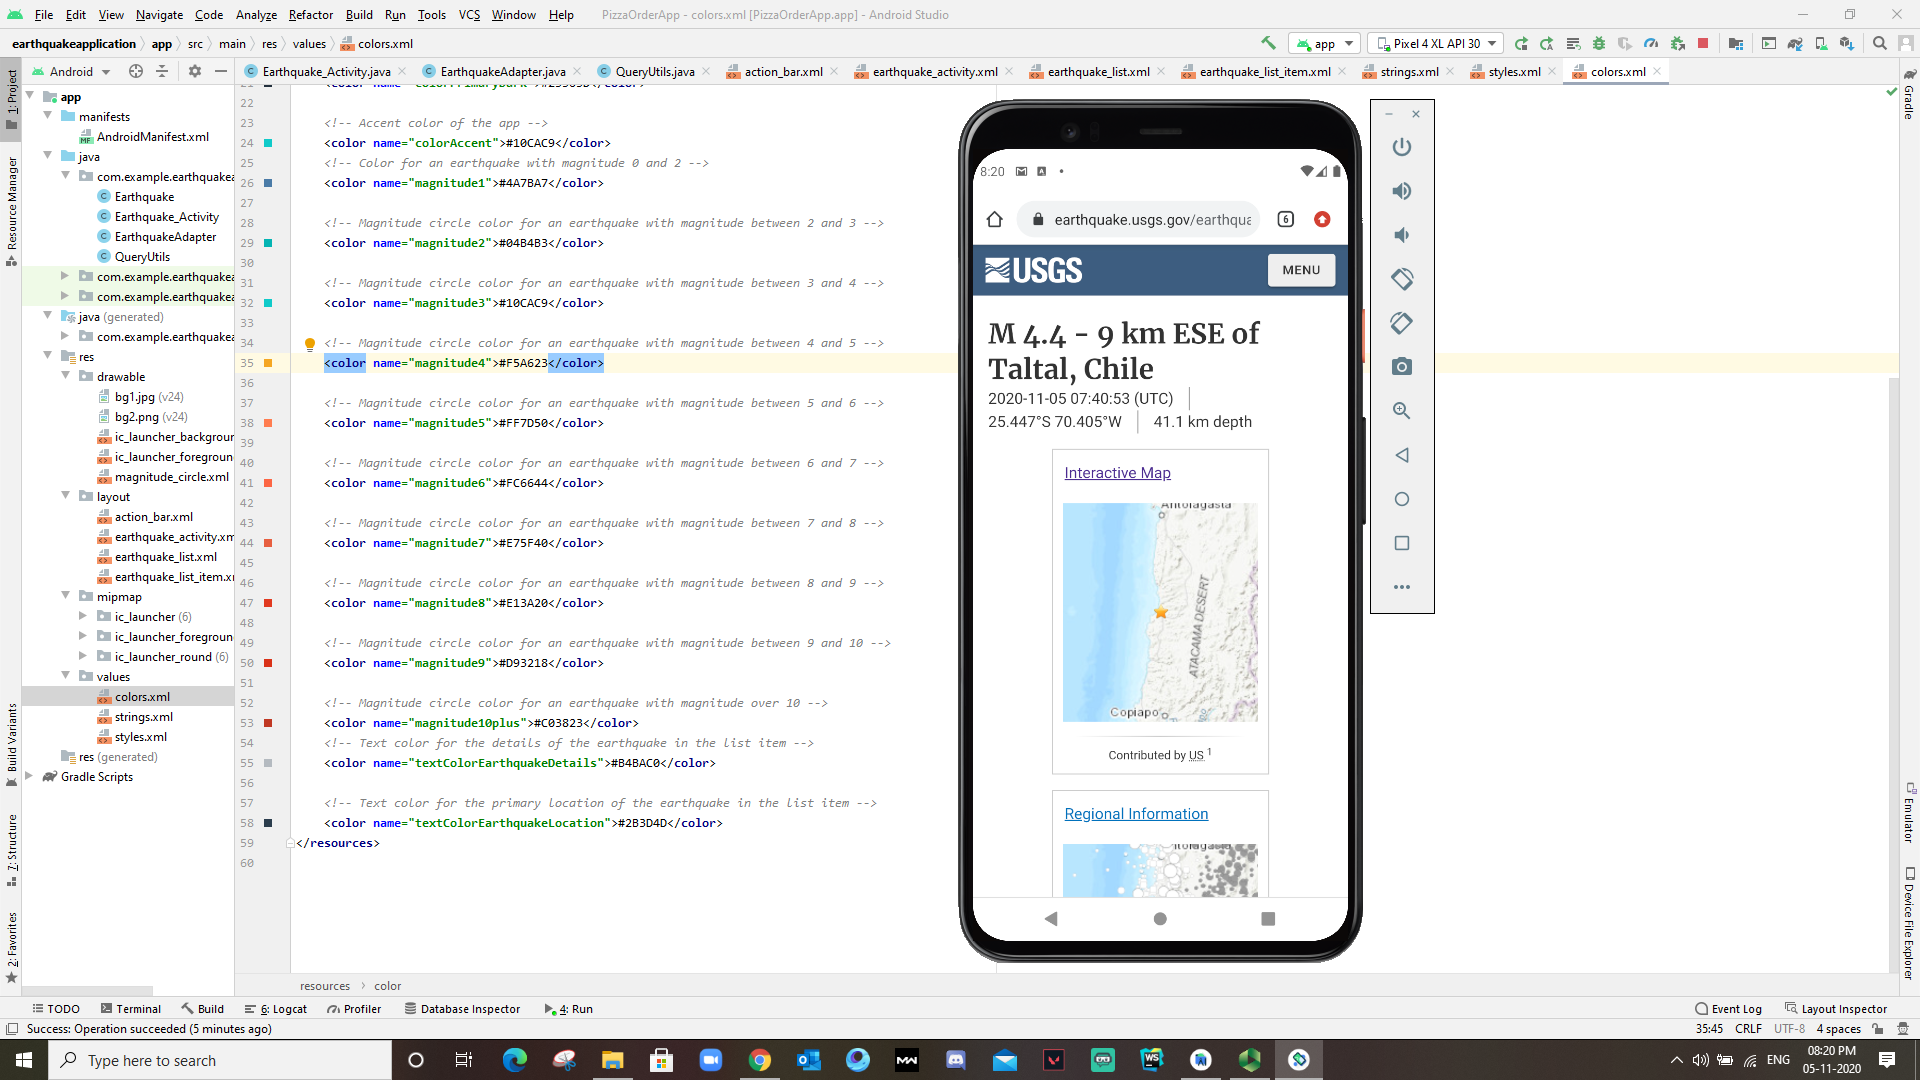 File Edit View Navigate Code Analyze Refactor Build Run Tools VCS Window Help PizzaOrderApp - colors.xml [PizzaOrderApp.app] - Android Studio
earthquakeapplication app src main res values colors.xml app Pixel 4 XL API 30
Android Earthquake_Activity.java EarthquakeAdapter.java QueryUtils.java action_bar.xml earthquake_activity.xml earthquake_list.xml earthquake_list_item.xml strings.xml styles.xml colors.xml
1: Project
Resource Manager
Build Variants
7: Structure
2: Favorites
app
manifests
AndroidManifest.xml
java
com.example.earthquakea
Earthquake
Earthquake_Activity
EarthquakeAdapter
QueryUtils
com.example.earthquakea
com.example.earthquakea
java (generated)
com.example.earthquakea
res
drawable
bg1.jpg (v24)
bg2.png (v24)
ic_launcher_backgroun
ic_launcher_foregroun
magnitude_circle.xml
layout
action_bar.xml
earthquake_activity.xm
earthquake_list.xml
earthquake_list_item.x
mipmap
ic_launcher (6)
ic_launcher_foregroun
ic_launcher_round (6)
values
colors.xml
strings.xml
styles.xml
res (generated)
Gradle Scripts
22
23 <!-- Accent color of the app -->
24 <color name="colorAccent">#10CAC9</color>
25 <!-- Color for an earthquake with magnitude 0 and 2 -->
26 <color name="magnitude1">#4A7BA7</color>
27
28 <!-- Magnitude circle color for an earthquake with magnitude between 2 and 3 -->
29 <color name="magnitude2">#04B4B3</color>
30
31 <!-- Magnitude circle color for an earthquake with magnitude between 3 and 4 -->
32 <color name="magnitude3">#10CAC9</color>
33
34 <!-- Magnitude circle color for an earthquake with magnitude between 4 and 5 -->
35 <color name="magnitude4">#F5A623</color>
36
37 <!-- Magnitude circle color for an earthquake with magnitude between 5 and 6 -->
38 <color name="magnitude5">#FF7D50</color>
39
40 <!-- Magnitude circle color for an earthquake with magnitude between 6 and 7 -->
41 <color name="magnitude6">#FC6644</color>
42
43 <!-- Magnitude circle color for an earthquake with magnitude between 7 and 8 -->
44 <color name="magnitude7">#E75F40</color>
45
46 <!-- Magnitude circle color for an earthquake with magnitude between 8 and 9 -->
47 <color name="magnitude8">#E13A20</color>
48
49 <!-- Magnitude circle color for an earthquake with magnitude between 9 and 10 -->
50 <color name="magnitude9">#D93218</color>
51
52 <!-- Magnitude circle color for an earthquake with magnitude over 10 -->
53 <color name="magnitude10plus">#C03823</color>
54 <!-- Text color for the details of the earthquake in the list item -->
55 <color name="textColorEarthquakeDetails">#B4BAC0</color>
56
57 <!-- Text color for the primary location of the earthquake in the list item -->
58 <color name="textColorEarthquakeLocation">#2B3D4D</color>
59 </resources>
60
8:20
earthquake.usgs.gov/earthqua 6
USGS MENU
M 4.4 - 9 km ESE of
Taltal, Chile
2020-11-05 07:40:53 (UTC)
25.447°S 70.405°W 41.1 km depth
Interactive Map
Antofagasta
ATACAMA DESERT
Copiapo
Contributed by US 1
Regional Information
Gradle
Emulator
Device File Explorer
resources color
TODO Terminal Build 6: Logcat Profiler Database Inspector 4: Run Event Log Layout Inspector
Success: Operation succeeded (5 minutes ago) 35:45 CRLF UTF-8 4 spaces
Type here to search ENG 08:20 PM
05-11-2020